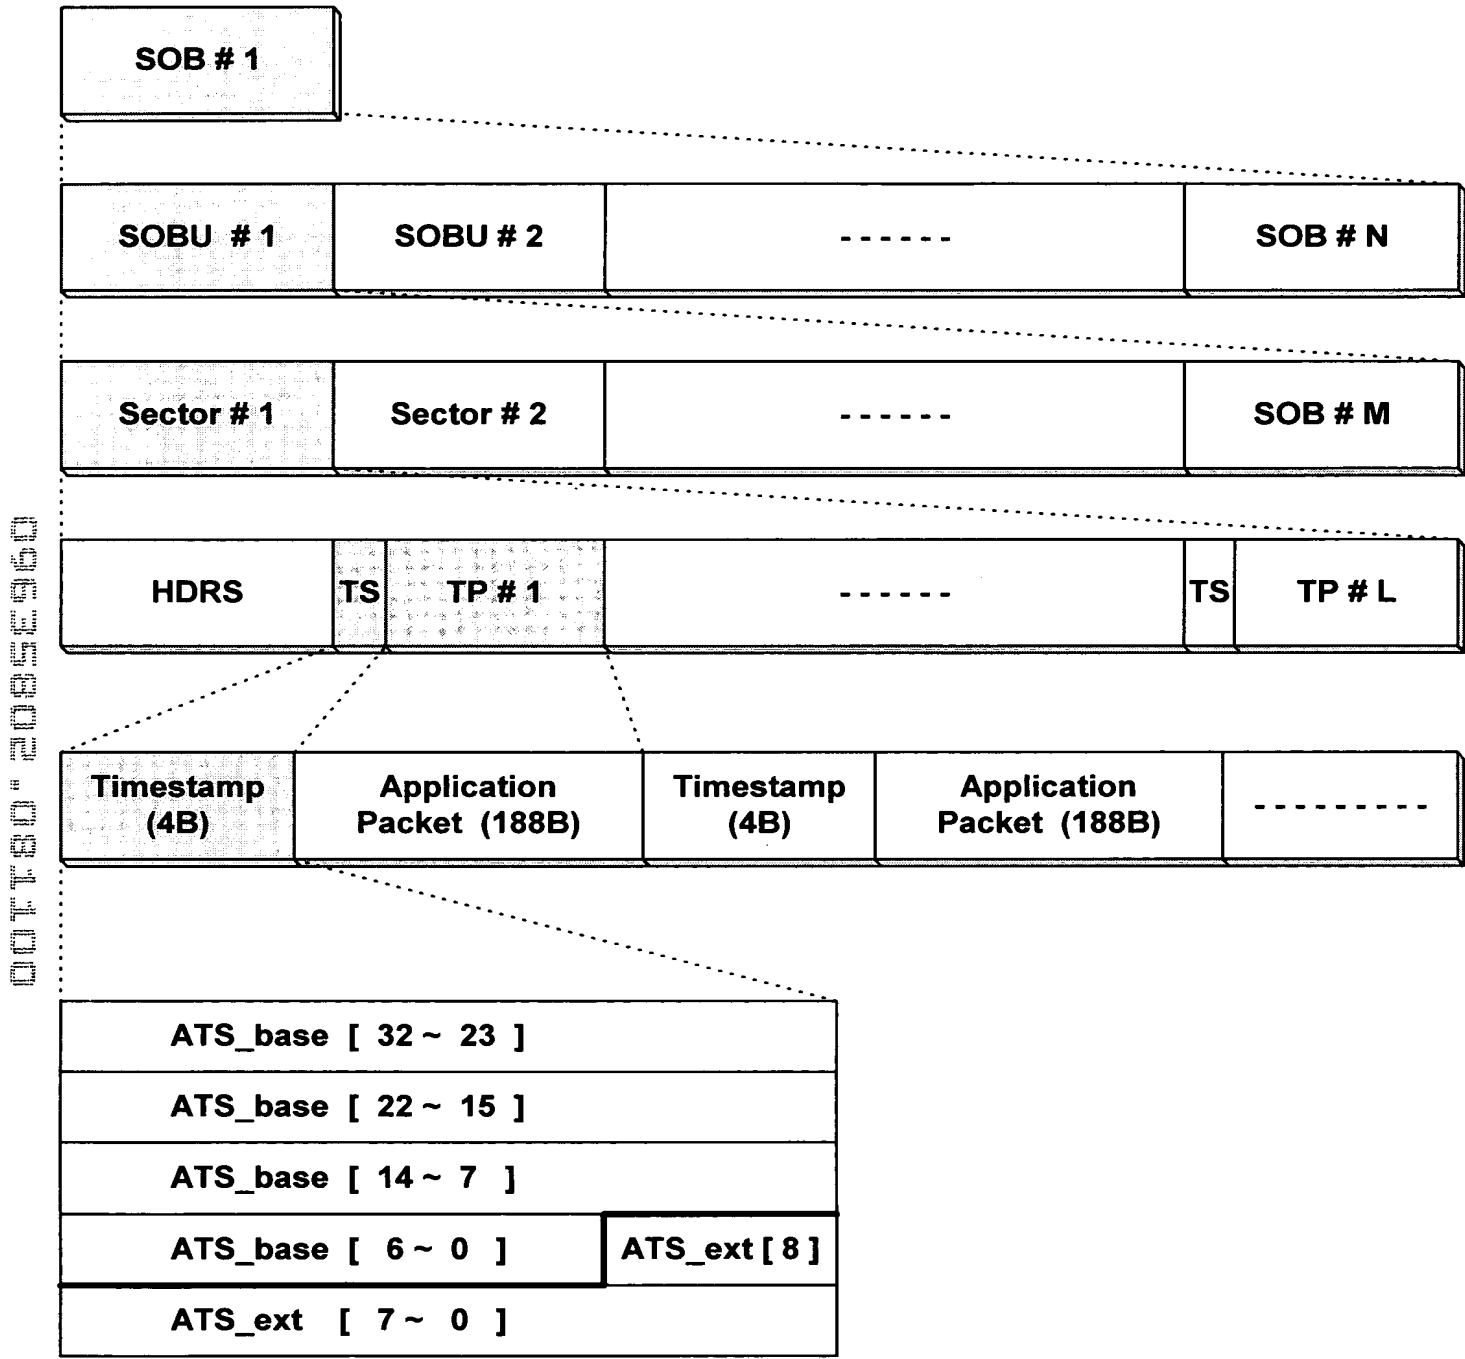 SOB # 1
SOBU # 1 SOBU # 2 - - - - - - SOB # N
Sector # 1 Sector # 2 - - - - - - SOB # M
HDRS TS TP # 1 - - - - - - TS TP # L
Timestamp (4B) Application Packet (188B) Timestamp (4B) Application Packet (188B) - - - - - - - - -
ATS_base [ 32 ~ 23 ]
ATS_base [ 22 ~ 15 ]
ATS_base [ 14 ~ 7 ]
ATS_base [ 6 ~ 0 ] ATS_ext [ 8 ]
ATS_ext [ 7 ~ 0 ]
09635802.081100